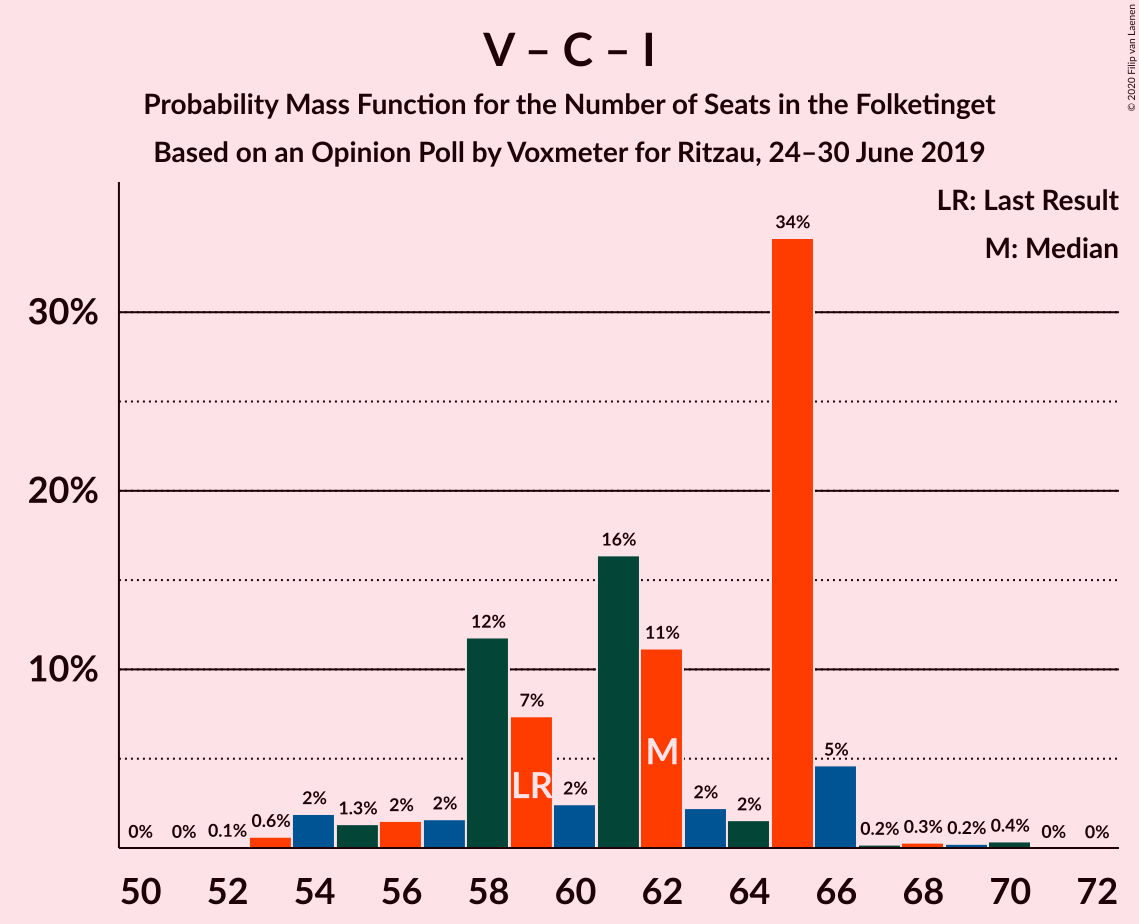 V – C – I
Probability Mass Function for the Number of Seats in the Folketinget
Based on an Opinion Poll by Voxmeter for Ritzau, 24–30 June 2019
© 2020 Filip van Laenen
LR: Last Result
M: Median
34%
30%
20%
16%
12%
11%
10%
7%
M
5%
LR
2%
2%
2%
2%
1.3%
2%
2%
0.6%
0%
0%
0.1%
0.2%
0.3%
0.2%
0.4%
0%
0%
50 52 54 56 58 60 62 64 66 68 70 72